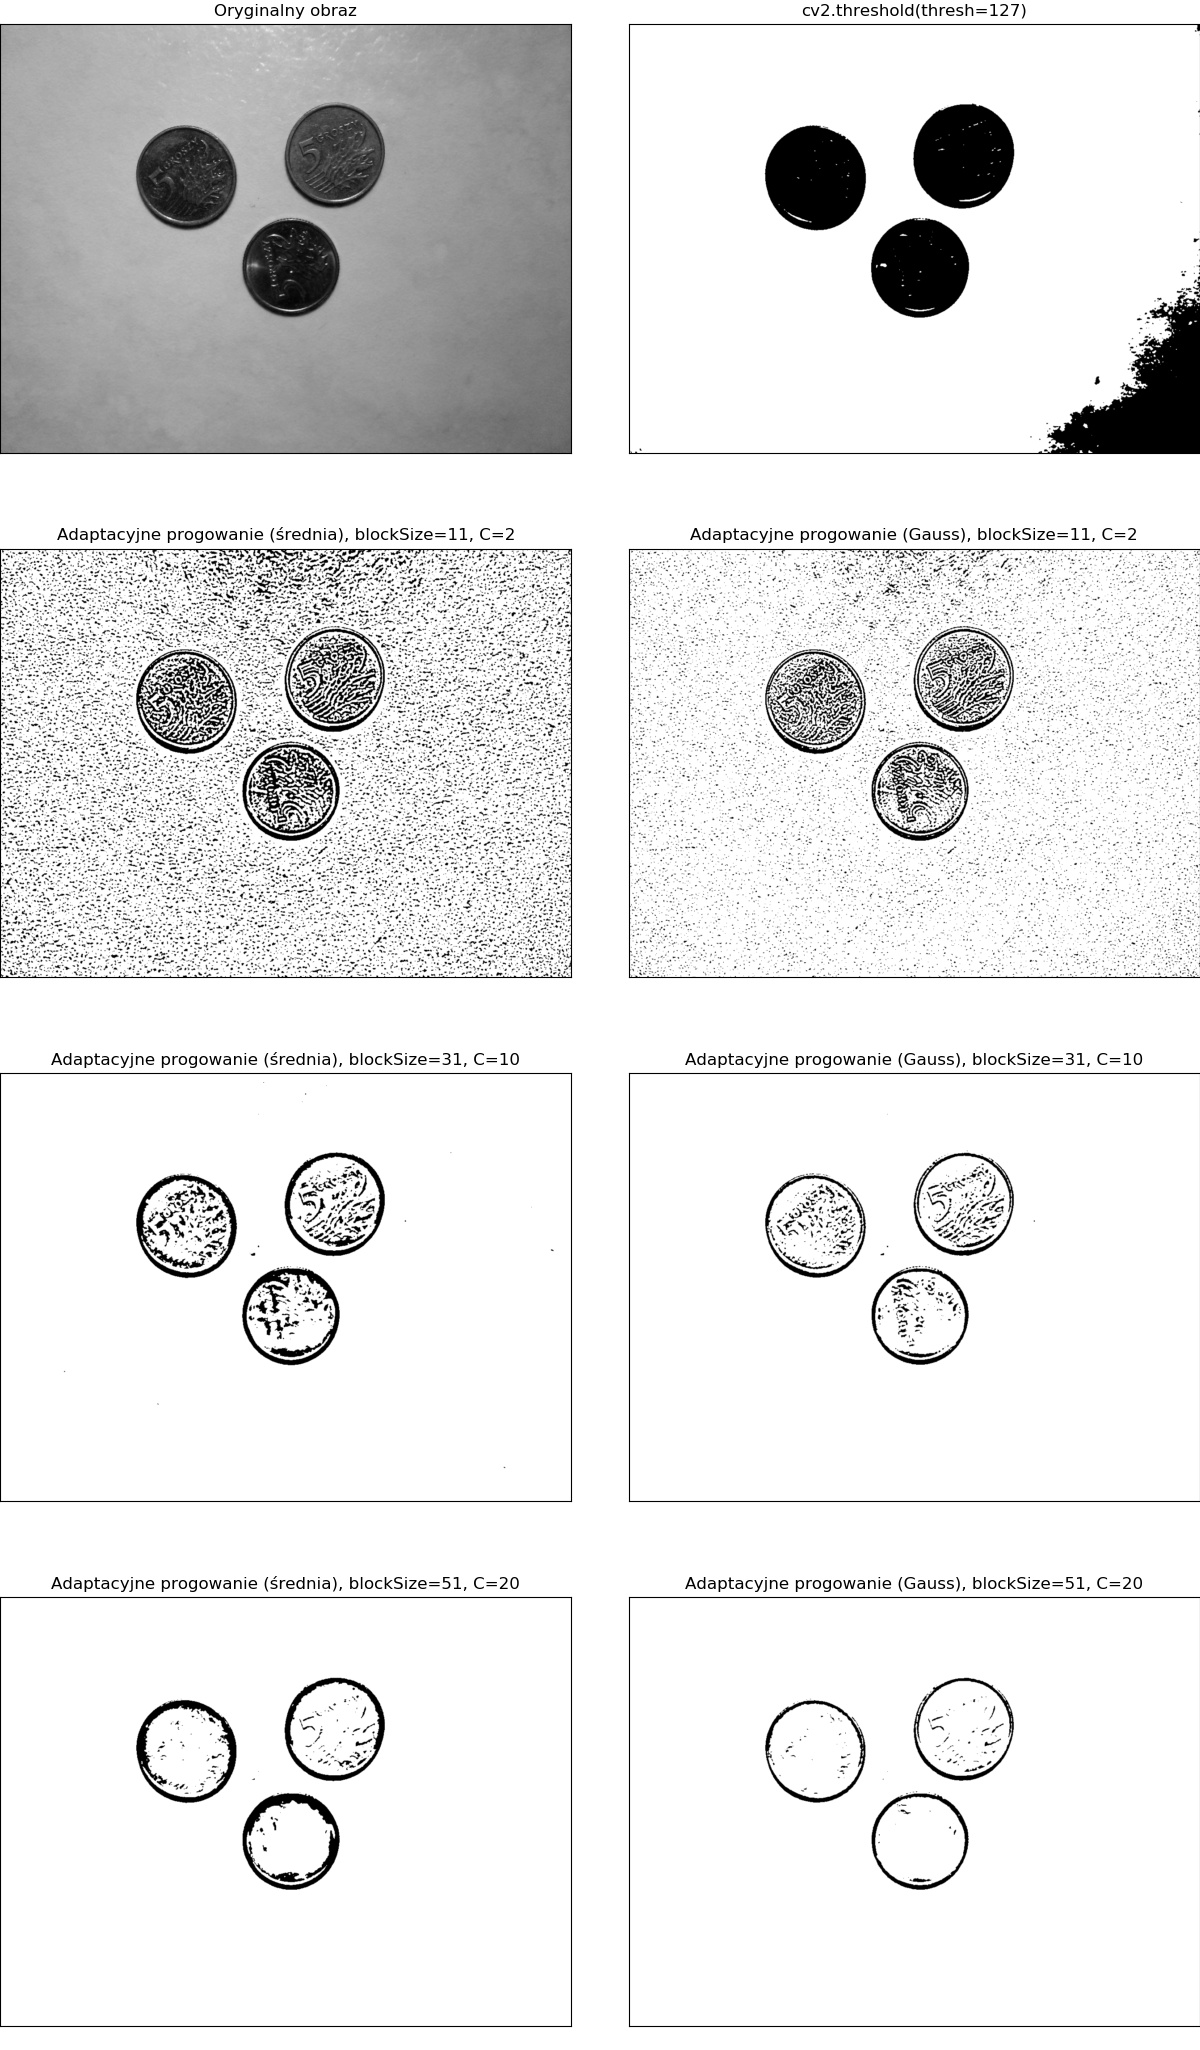 Oryginalny obraz
cv2.threshold(thresh=127)
Adaptacyjne progowanie (średnia), blockSize=11, C=2
Adaptacyjne progowanie (Gauss), blockSize=11, C=2
Adaptacyjne progowanie (średnia), blockSize=31, C=10
Adaptacyjne progowanie (Gauss), blockSize=31, C=10
Adaptacyjne progowanie (średnia), blockSize=51, C=20
Adaptacyjne progowanie (Gauss), blockSize=51, C=20